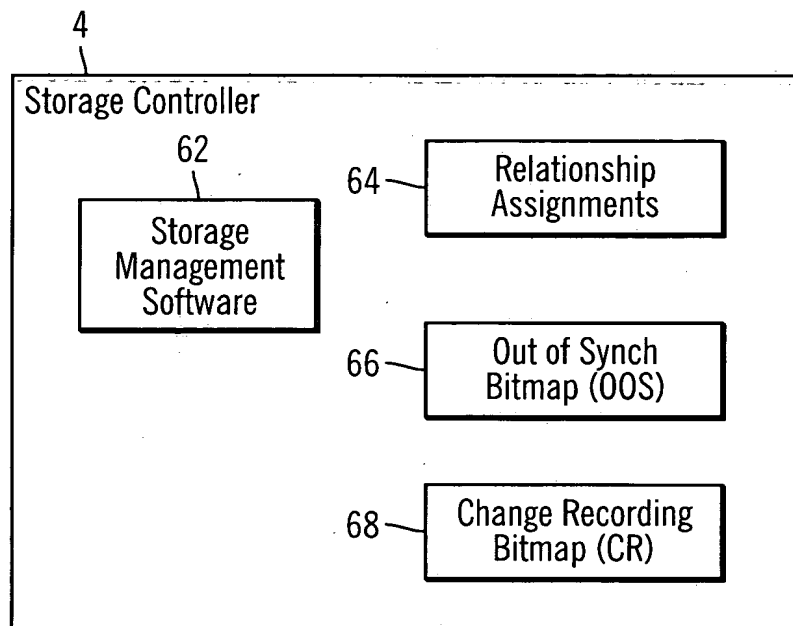 4
Storage Controller
62
Storage
Management
Software
64
Relationship
Assignments
66
Out of Synch
Bitmap (OOS)
68
Change Recording
Bitmap (CR)